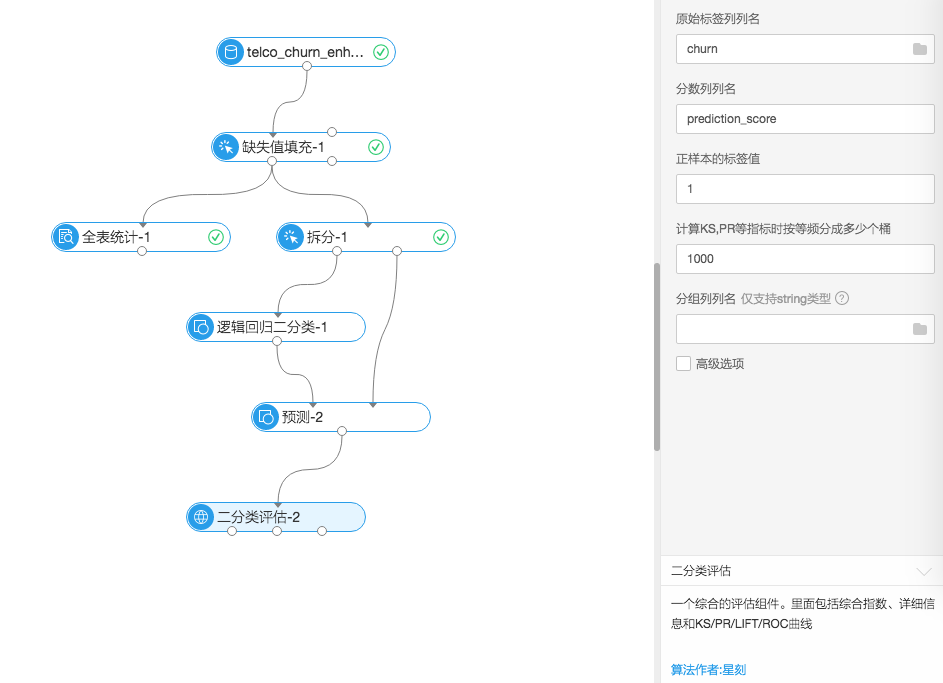 telco_churn_enh...
缺失值填充-1
全表统计-1
拆分-1
逻辑回归二分类-1
预测-2
二分类评估-2
原始标签列列名
churn
分数列列名
prediction_score
正样本的标签值
1
计算KS,PR等指标时按等频分成多少个桶
1000
分组列列名 仅支持string类型 ?
高级选项
二分类评估
一个综合的评估组件。里面包括综合指数、详细信
息和KS/PR/LIFT/ROC曲线
算法作者:星刻